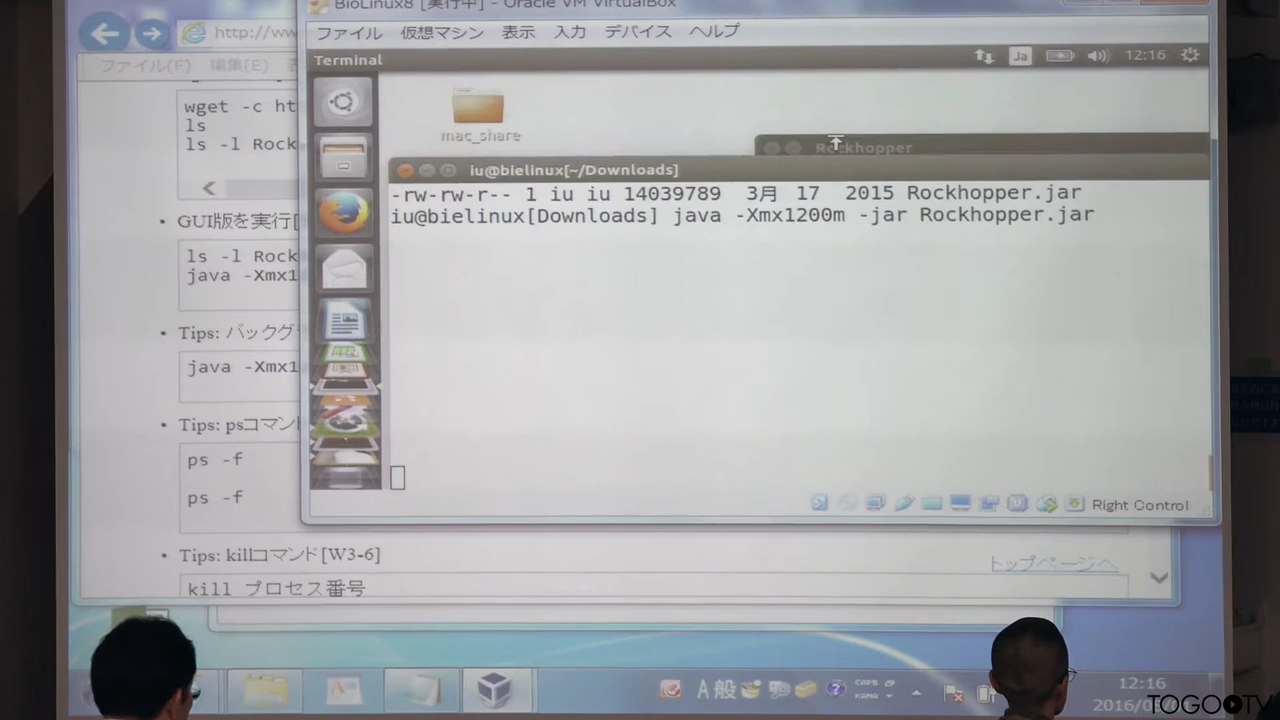 BioLinux8 [実行中] - Oracle VM VirtualBox
http://ww
ファイル 仮想マシン 表示 入力 デバイス ヘルプ
ファイル(F) 編集(E)
Terminal
Ja
12:16
wget -c ht
ls
ls -l Rock
mac_share
Rockhopper
iu@bielinux[~/Downloads]
-rw-rw-r-- 1 iu iu 14039789 3月 17 2015 Rockhopper.jar
iu@bielinux[Downloads] java -Xmx1200m -jar Rockhopper.jar
• GUI版を実行[
ls -l Rock
java -Xmx1
• Tips: バックグ
java -Xmx1
• Tips: psコマン
ps -f
ps -f
Right Control
• Tips: killコマンド[W3-6]
トップページへ
kill プロセス番号
A 般
CAPS
KANA
12:16
2016/0
TOGOTV